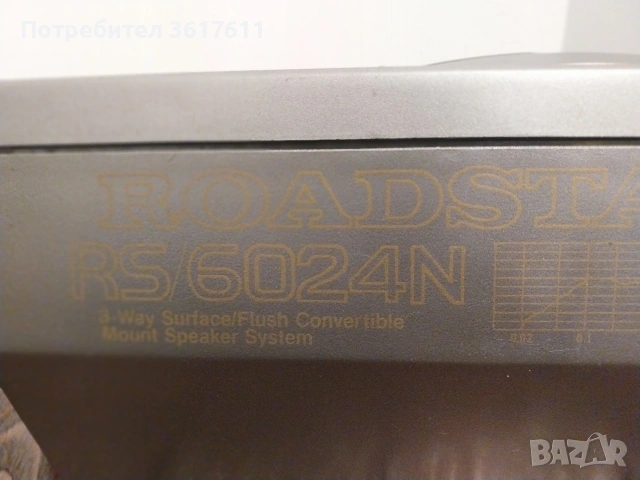 Потребител 3617611
ROADSTA
RS/6024N
3-Way Surface/Flush Convertible
Mount Speaker System
0.02 0.1
BAZAR